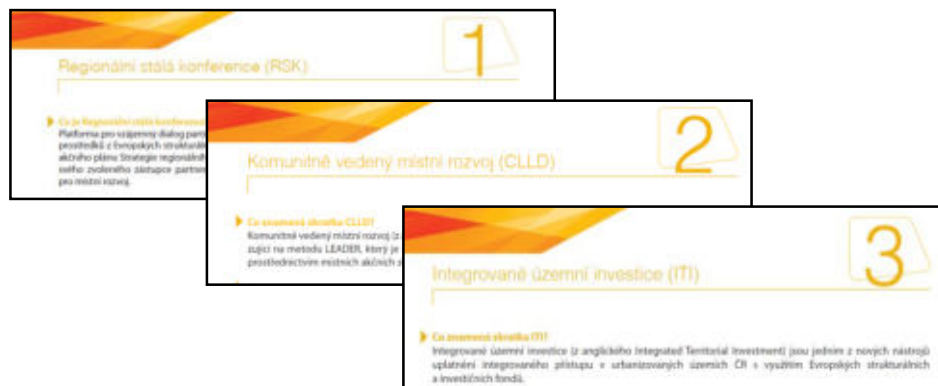 1
Regionální stálá konference (RSK)
Co je Regionální stálá konference
Platforma pro vzájemný dialog
prostředků z Evropských
akčního plánu Strategie
svého zvoleného zástupce partner
pro místní rozvoj.
2
Komunitně vedený místní rozvoj (CLLD)
Co znamená zkratka CLLD?
Komunitně vedený místní rozvoj (z
zující na metodu LEADER, který je
prostřednictvím místních akčních s
3
Integrované územní investice (ITI)
Co znamená zkratka ITI?
Integrované územní investice (z anglického Integrated Territorial Investment) jsou jedním z nových nástrojů
uplatnění integrovaného přístupu v urbanizovaných územích ČR s využitím Evropských strukturálních
a investičních fondů.